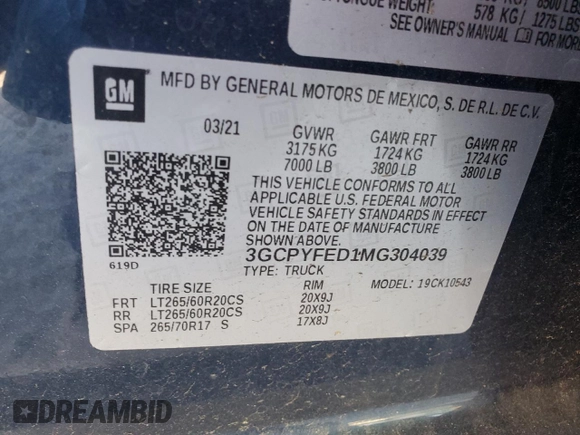 578 KG/ 1275 LBS
SEE OWNER'S MANUAL FOR MORE
GM
MFD BY GENERAL MOTORS DE MEXICO, S. DE R.L. DE C.V.
03/21 GVWR GAWR FRT GAWR RR
3175 KG 1724 KG 1724 KG
7000 LB 3800 LB 3800 LB
THIS VEHICLE CONFORMS TO ALL
APPLICABLE U.S. FEDERAL MOTOR
VEHICLE SAFETY STANDARDS IN EFFECT
ON THE DATE OF MANUFACTURE
SHOWN ABOVE.
619D 3GCPYFED1MG304039
TYPE: TRUCK MODEL: 19CK10543
TIRE SIZE RIM
FRT LT265/60R20CS 20X9J
RR LT265/60R20CS 20X9J
SPA 265/70R17 S 17X8J
DREAMBID